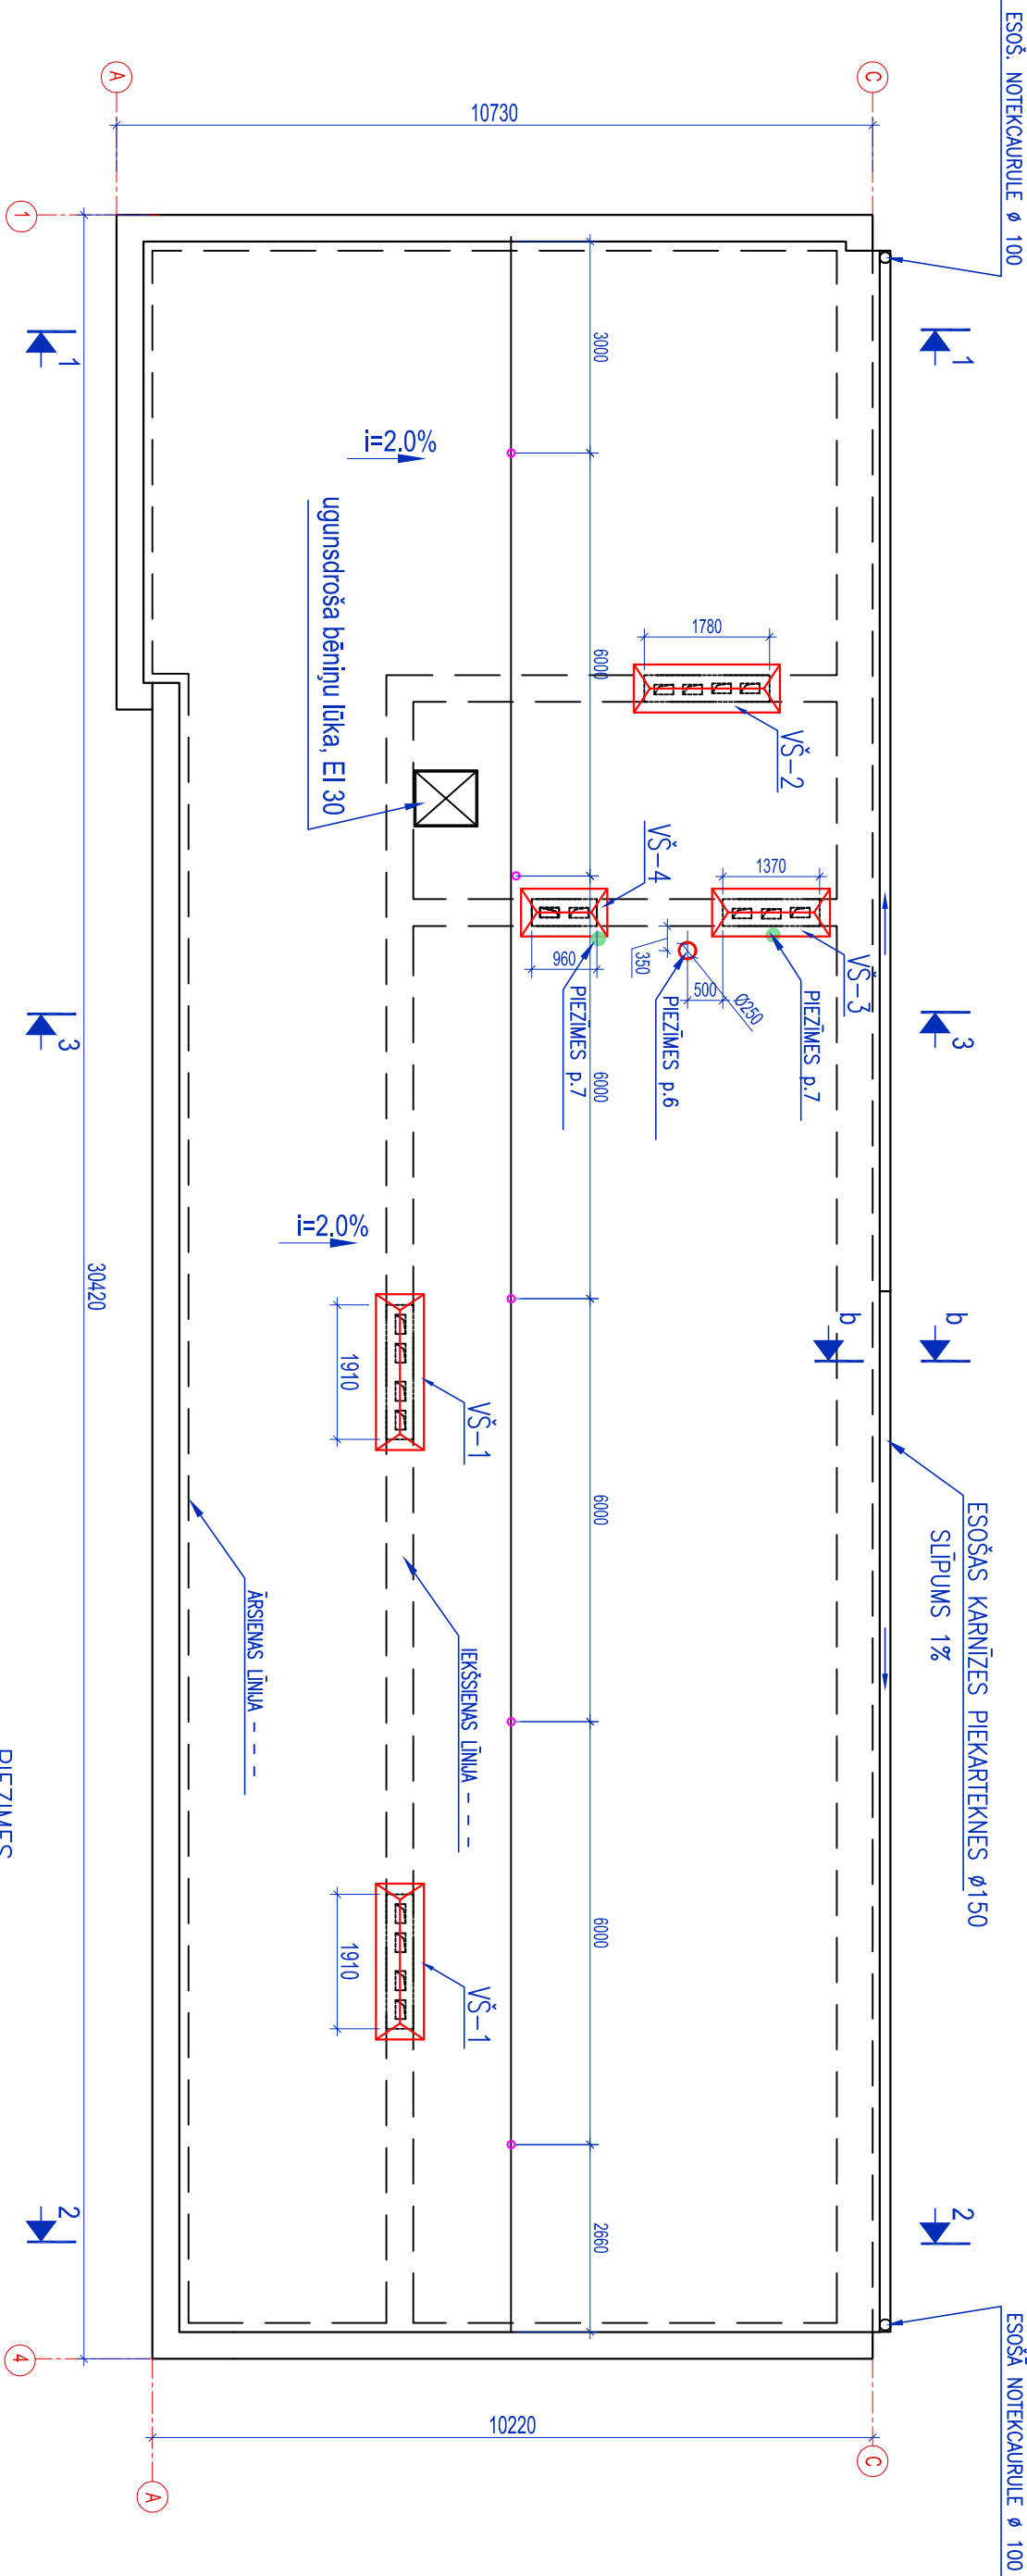 ESOŠ. NOTEKCAURULE ø 100
C
A
10730
1
1
1
3000
i=2.0%
ugunsdroša bēniņu lūka, EI 30
1780
6000
VŠ-2
VŠ-4
1370
VŠ-3
960
350
500
Ø250
PIEZĪMES p.7
PIEZĪMES p.6
PIEZĪMES p.7
3
3
6000
i=2.0%
30420
b
b
1910
VŠ-1
6000
ESOŠAS KARNĪZES PIEKARTEKNES ø150
SLĪPUMS 1%
ĀRSIENAS LĪNIJA - - -
IEKŠSIENAS LĪNIJA - - -
6000
1910
VŠ-1
2660
2
2
4
10220
C
A
ESOŠĀ NOTEKCAURULE ø 100